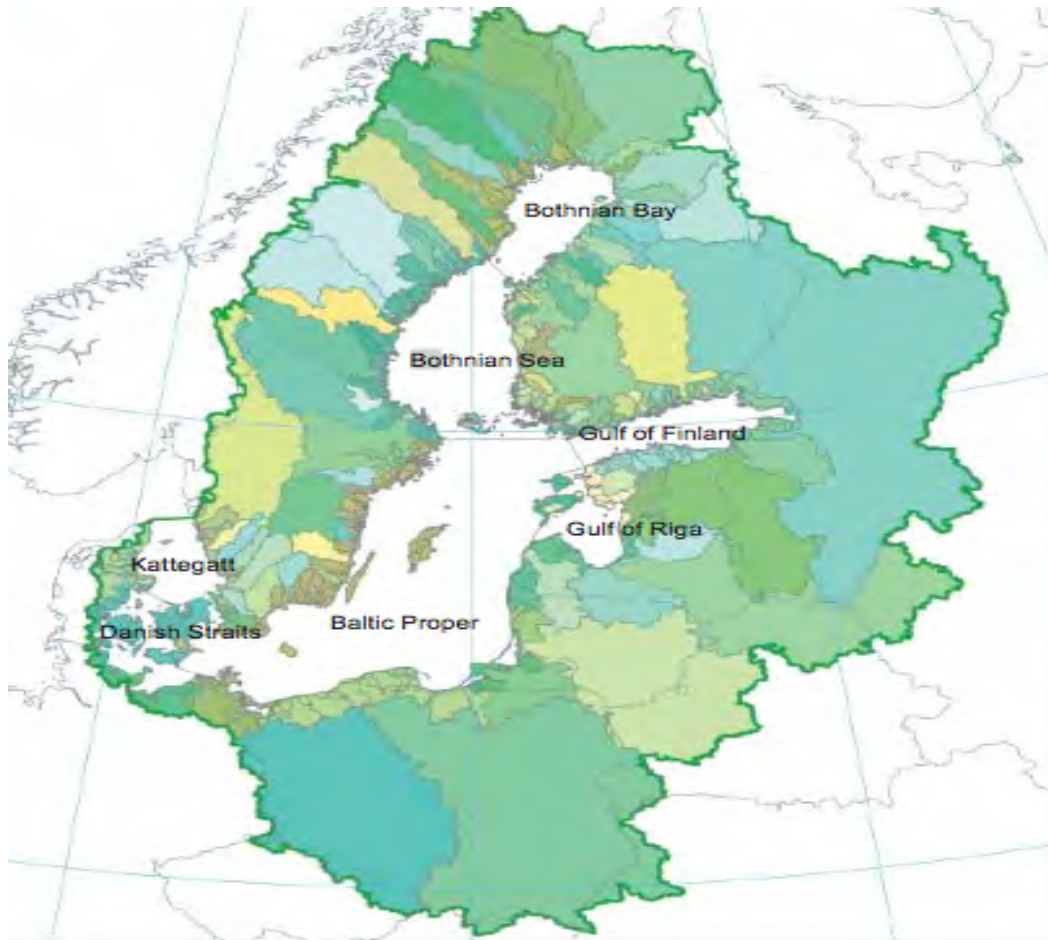 Bothnian Bay
Bothnian Sea
Gulf of Finland
Gulf of Riga
Kattegatt
Baltic Proper
Danish Straits